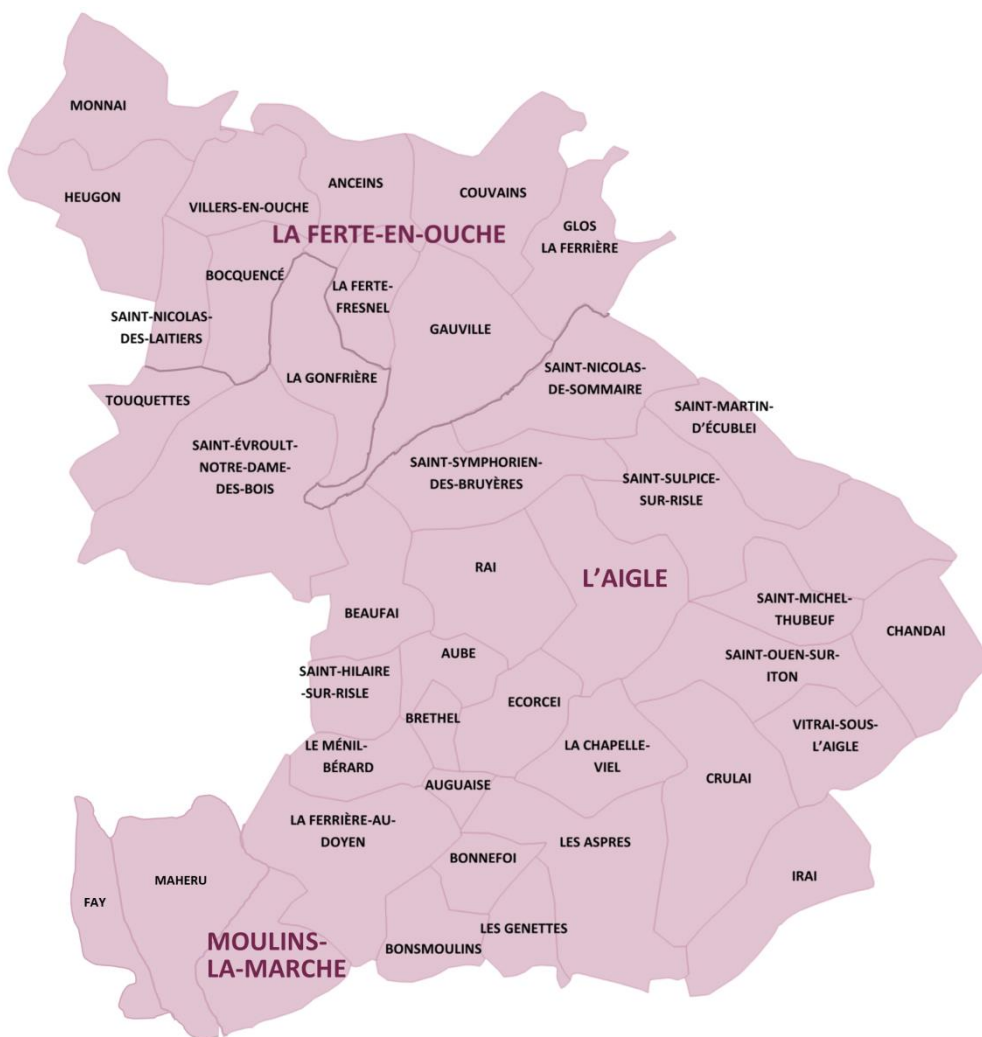 MONNAI
HEUGON
VILLERS-EN-OUCHE
ANCEINS
COUVAINS
GLOS
LA FERRIÈRE
LA FERTE-EN-OUCHE
BOCQUENCÉ
LA FERTE-
FRESNEL
SAINT-NICOLAS-
DES-LAITIERS
GAUVILLE
LA GONFRIÈRE
SAINT-NICOLAS-
DE-SOMMAIRE
TOUQUETTES
SAINT-MARTIN-
D'ÉCUBLEI
SAINT-ÉVROULT-
NOTRE-DAME-
DES-BOIS
SAINT-SYMPHORIEN-
DES-BRUYÈRES
SAINT-SULPICE-
SUR-RISLE
RAI
L'AIGLE
BEAUFAI
SAINT-MICHEL-
THUBEUF
CHANDAI
AUBE
SAINT-OUEN-SUR-
ITON
SAINT-HILAIRE
-SUR-RISLE
ECORCEI
BRETHEL
VITRAI-SOUS-
L'AIGLE
LE MÉNIL-
BÉRARD
LA CHAPELLE-
VIEL
CRULAI
AUGUAISE
LA FERRIÈRE-AU-
DOYEN
LES ASPRES
BONNEFOI
IRAI
MAHERU
FAY
LES GENETTES
BONSMOULINS
MOULINS-
LA-MARCHE